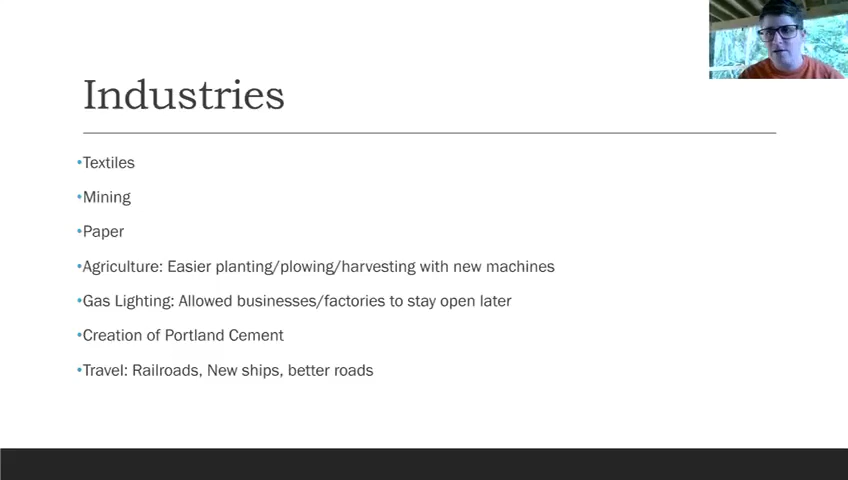 Industries
•Textiles
•Mining
•Paper
•Agriculture: Easier planting/plowing/harvesting with new machines
•Gas Lighting: Allowed businesses/factories to stay open later
•Creation of Portland Cement
•Travel: Railroads, New ships, better roads